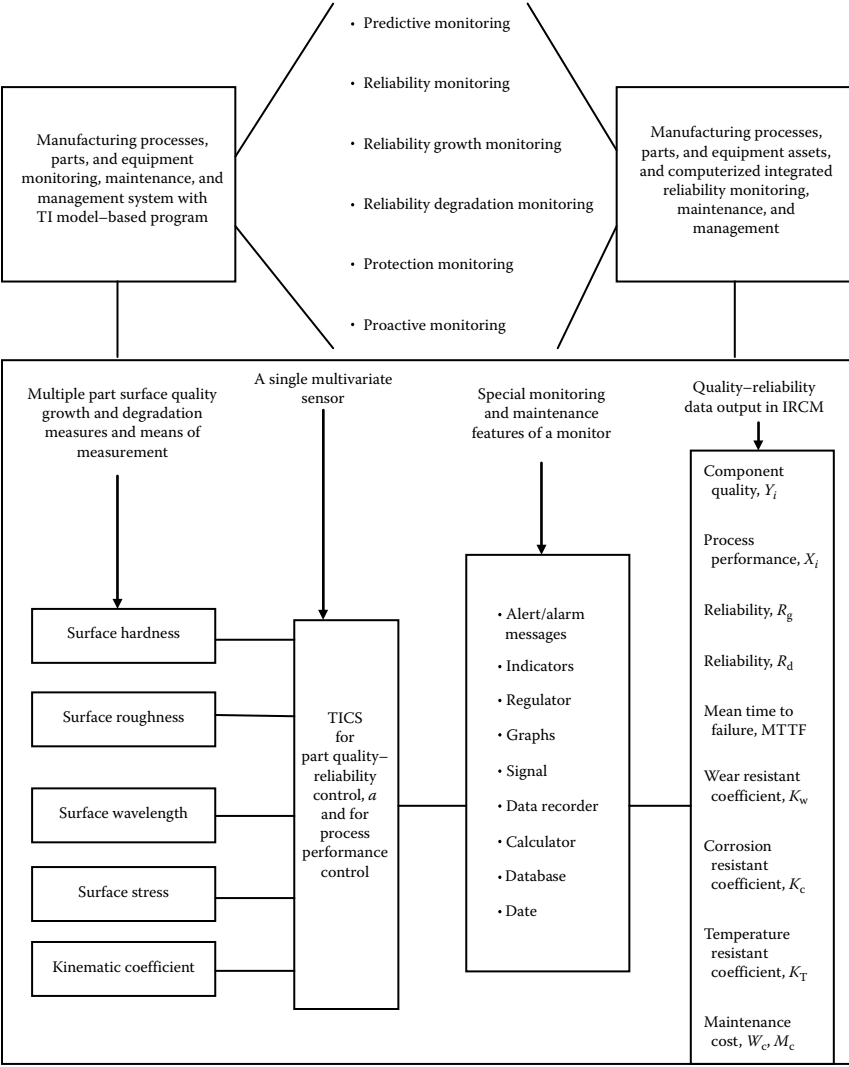 • Predictive monitoring
• Reliability monitoring
• Reliability growth monitoring
• Reliability degradation monitoring
• Protection monitoring
• Proactive monitoring
Manufacturing processes,
parts, and equipment
monitoring, maintenance, and
management system with
TI model–based program
Manufacturing processes,
parts, and equipment assets,
and computerized integrated
reliability monitoring,
maintenance, and
management
Multiple part surface quality
growth and degradation
measures and means of
measurement
A single multivariate
sensor
Special monitoring
and maintenance
features of a monitor
Quality–reliability
data output in IRCM
Surface hardness
Surface roughness
Surface wavelength
Surface stress
Kinematic coefficient
TICS
for
part quality–
reliability
control, a
and for
process
performance
control
• Alert/alarm
messages
• Indicators
• Regulator
• Graphs
• Signal
• Data recorder
• Calculator
• Database
• Date
Component
quality, Yi
Process
performance, Xi
Reliability, Rg
Reliability, Rd
Mean time to
failure, MTTF
Wear resistant
coefficient, Kw
Corrosion
resistant
coefficient, Kc
Temperature
resistant
coefficient, KT
Maintenance
cost, Wc, Mc